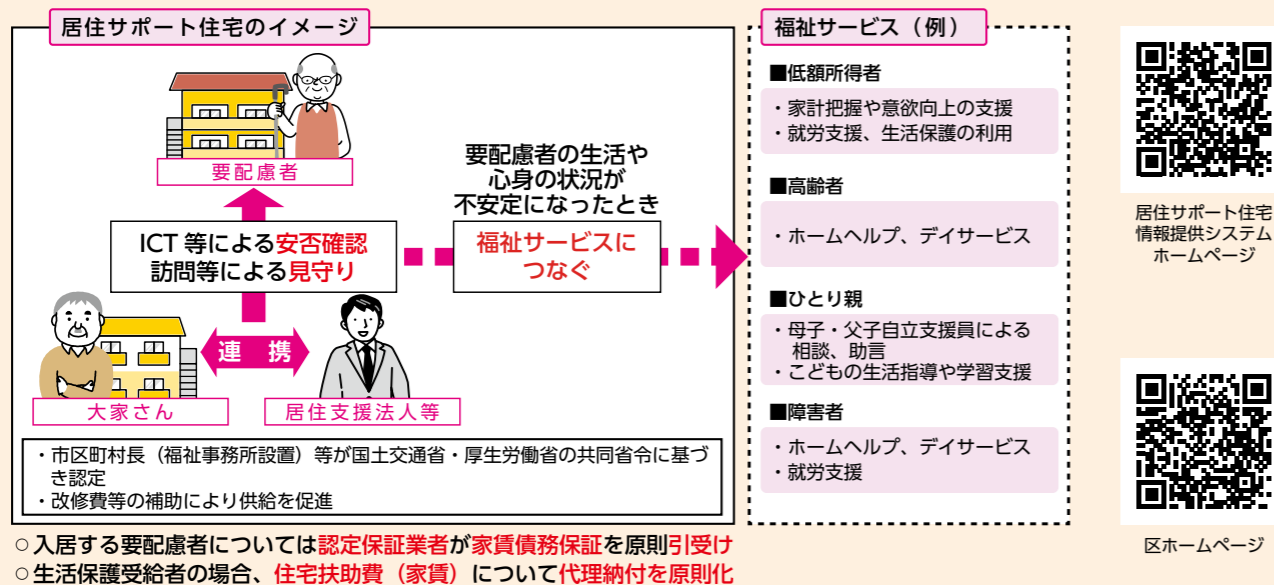 居住サポート住宅のイメージ
要配慮者
ICT 等による安否確認
訪問等による見守り
連 携
大家さん
居住支援法人等
要配慮者の生活や
心身の状況が
不安定になったとき
福祉サービスに
つなぐ
・市区町村長（福祉事務所設置）等が国土交通省・厚生労働省の共同省令に基づ
き認定
・改修費等の補助により供給を促進
福祉サービス（例）
■低額所得者
・家計把握や意欲向上の支援
・就労支援、生活保護の利用
■高齢者
・ホームヘルプ、デイサービス
■ひとり親
・母子・父子自立支援員による
相談、助言
・こどもの生活指導や学習支援
■障害者
・ホームヘルプ、デイサービス
・就労支援
○入居する要配慮者については認定保証業者が家賃債務保証を原則引受け
○生活保護受給者の場合、住宅扶助費（家賃）について代理納付を原則化
居住サポート住宅
情報提供システム
ホームページ
区ホームページ